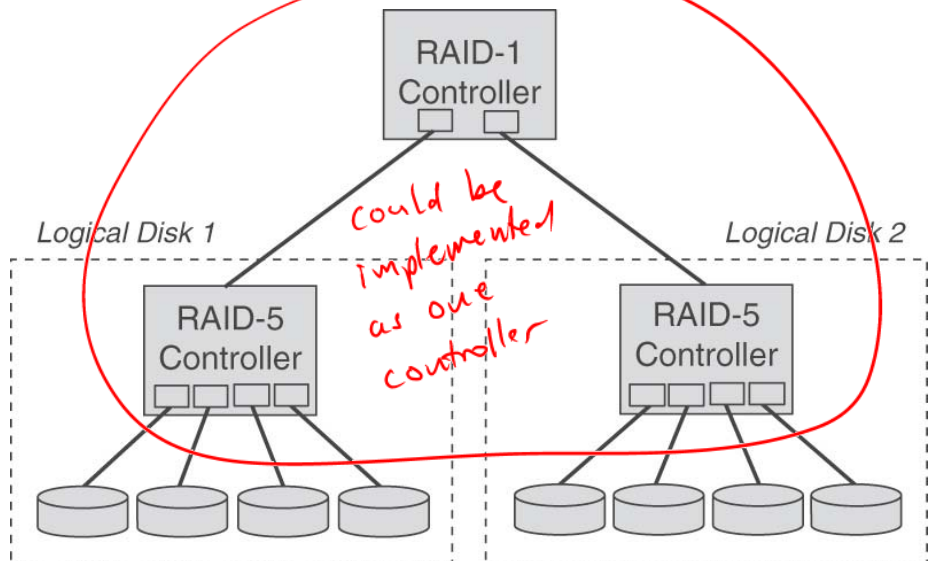 RAID-1
Controller
could be
implemented
as one
controller
Logical Disk 1
Logical Disk 2
RAID-5
Controller
RAID-5
Controller